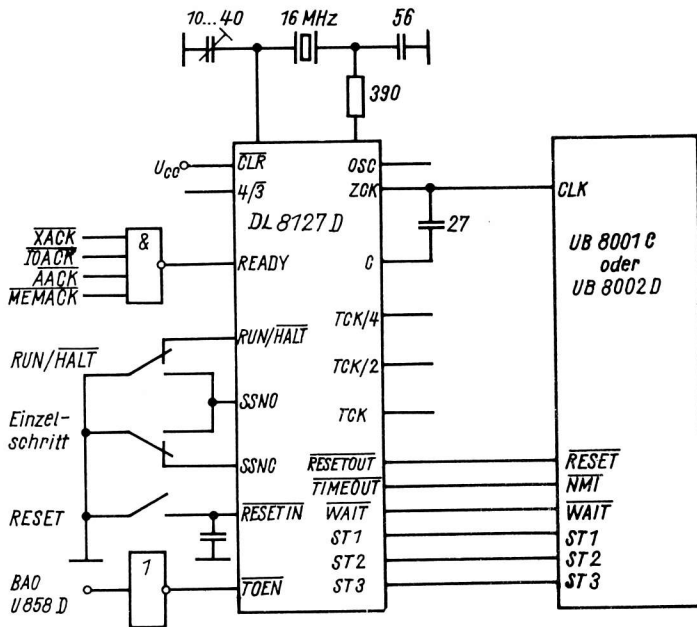 10...40
16 MHz
56
390
U_CC
CLR
4/3
DL 8127 D
OSC
ZCK
CLK
XACK
IOACK
AACK
MEMACK
&
READY
27
C
UB 8001 C
oder
UB 8002 D
TCK/4
RUN/HALT
RUN/HALT
TCK/2
SSNO
TCK
Einzel-
schritt
SSNC
RESETOUT
RESET
TIMEOUT
NMI
RESET
RESETIN
WAIT
WAIT
ST1
ST1
ST2
ST2
ST3
ST3
BAO
U 858 D
1
TOEN